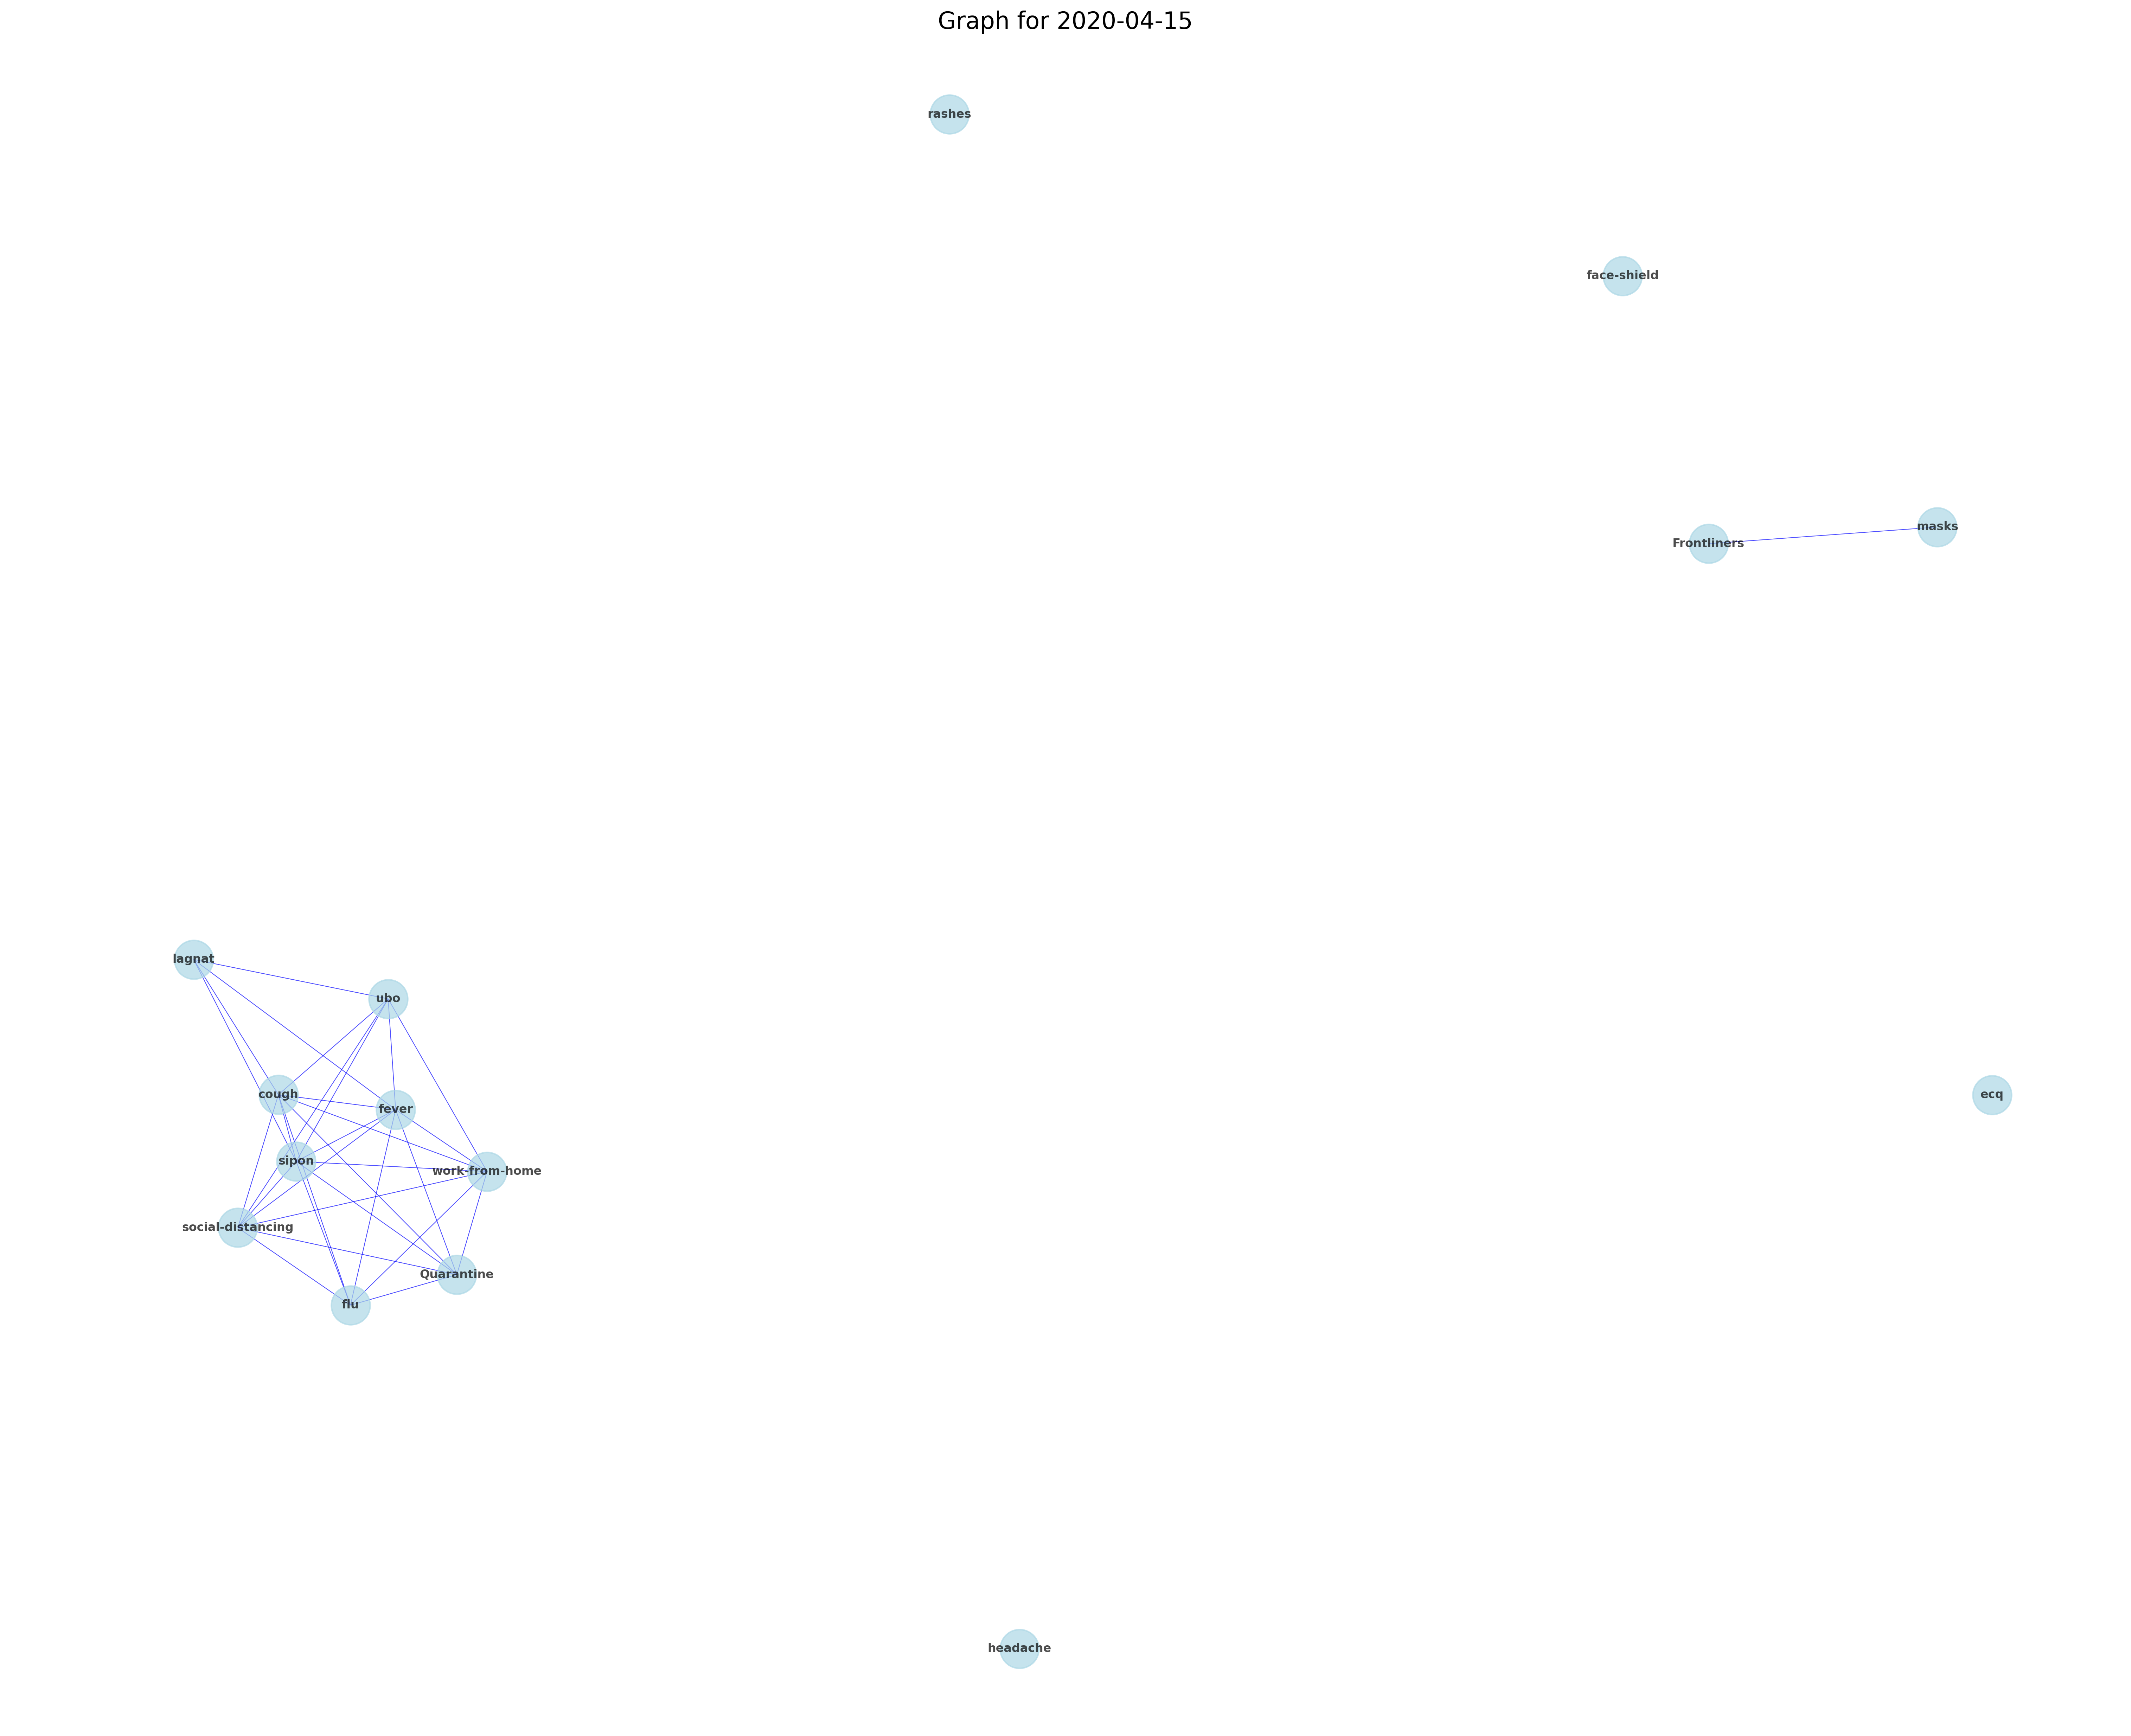 Graph for 2020-04-15
rashes
face-shield
masks
Frontliners
lagnat
ubo
cough
ecq
fever
sipon
work-from-home
social-distancing
Quarantine
flu
headache